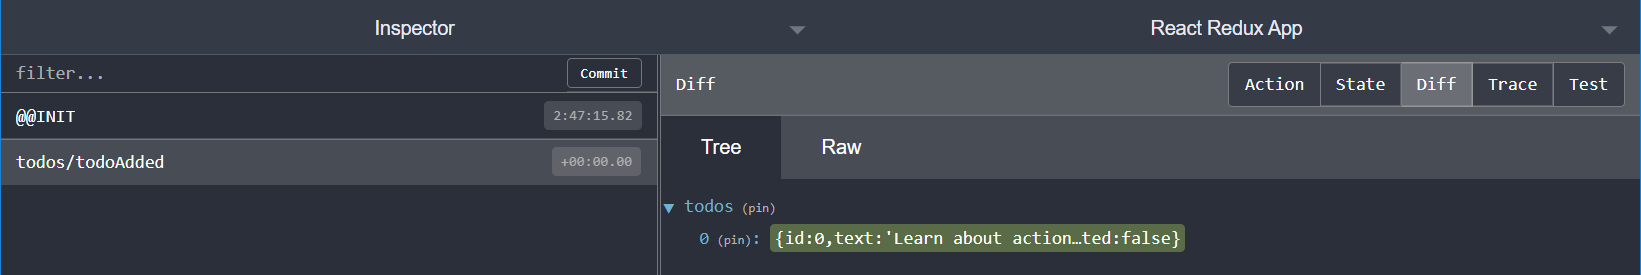 Inspector
React Redux App
filter...
Commit
@@INIT
2:47:15.82
todos/todoAdded
+00:00.00
Diff
Action State Diff Trace Test
Tree Raw
todos (pin)
0 (pin): {id:0,text:'Learn about action…ted:false}